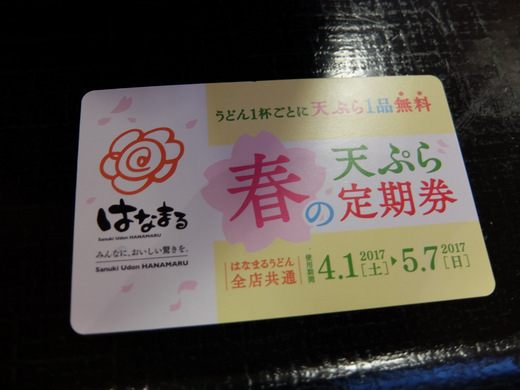 うどん1杯ごとに天ぷら1品無料
春の天ぷら定期券
はなまる
Sanuki Udon HANAMARU
みんなに、おいしい驚きを。
Sanuki Udon HANAMARU
はなまるうどん
全店共通
使用期間
2017 4.1[土]▶2017 5.7[日]